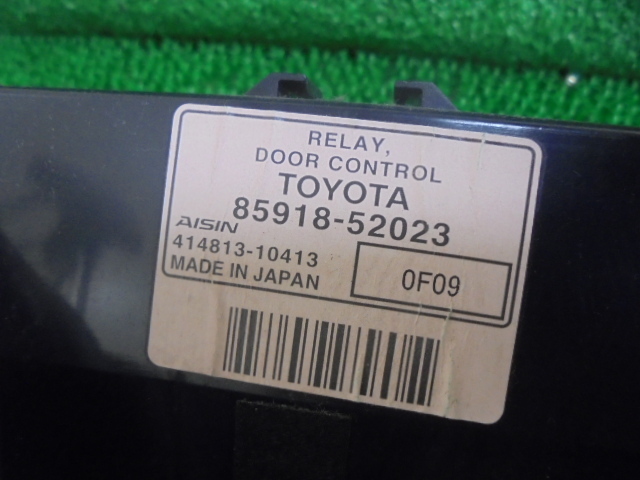 RELAY,
DOOR CONTROL
TOYOTA
85918-52023
AISIN
414813-10413
MADE IN JAPAN
0F09